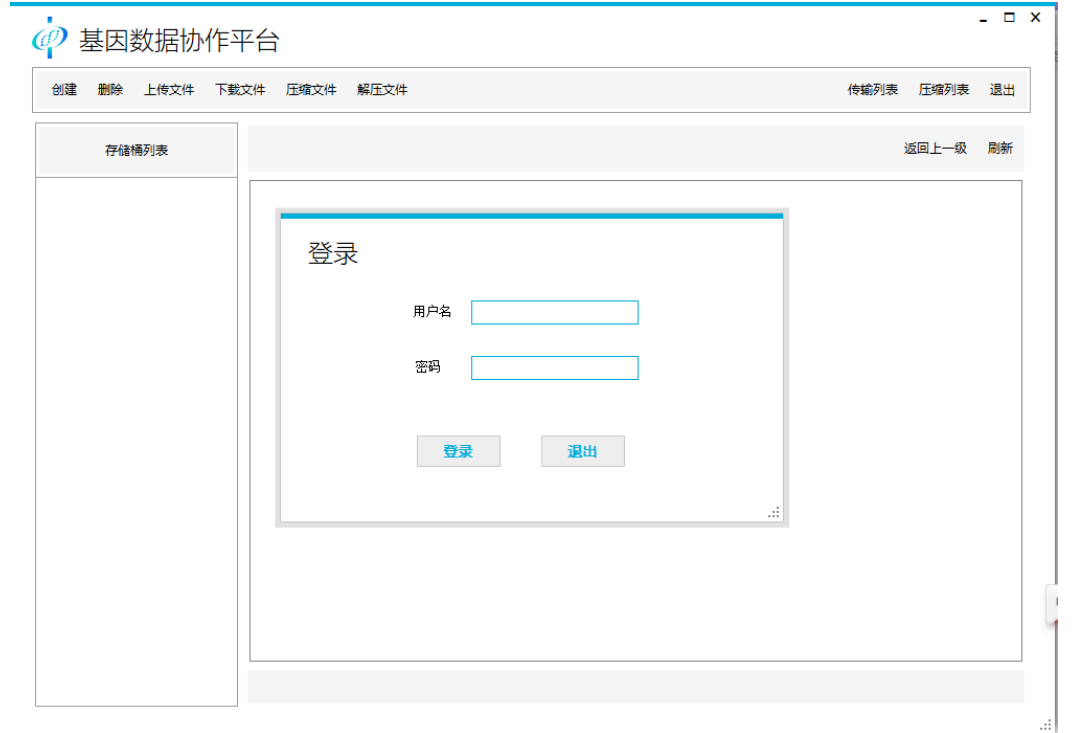 基因数据协作平台
创建 删除 上传文件 下载文件 压缩文件 解压文件 传输列表 压缩列表 退出
存储桶列表 返回上一级 刷新
登录
用户名
密码
登录 退出